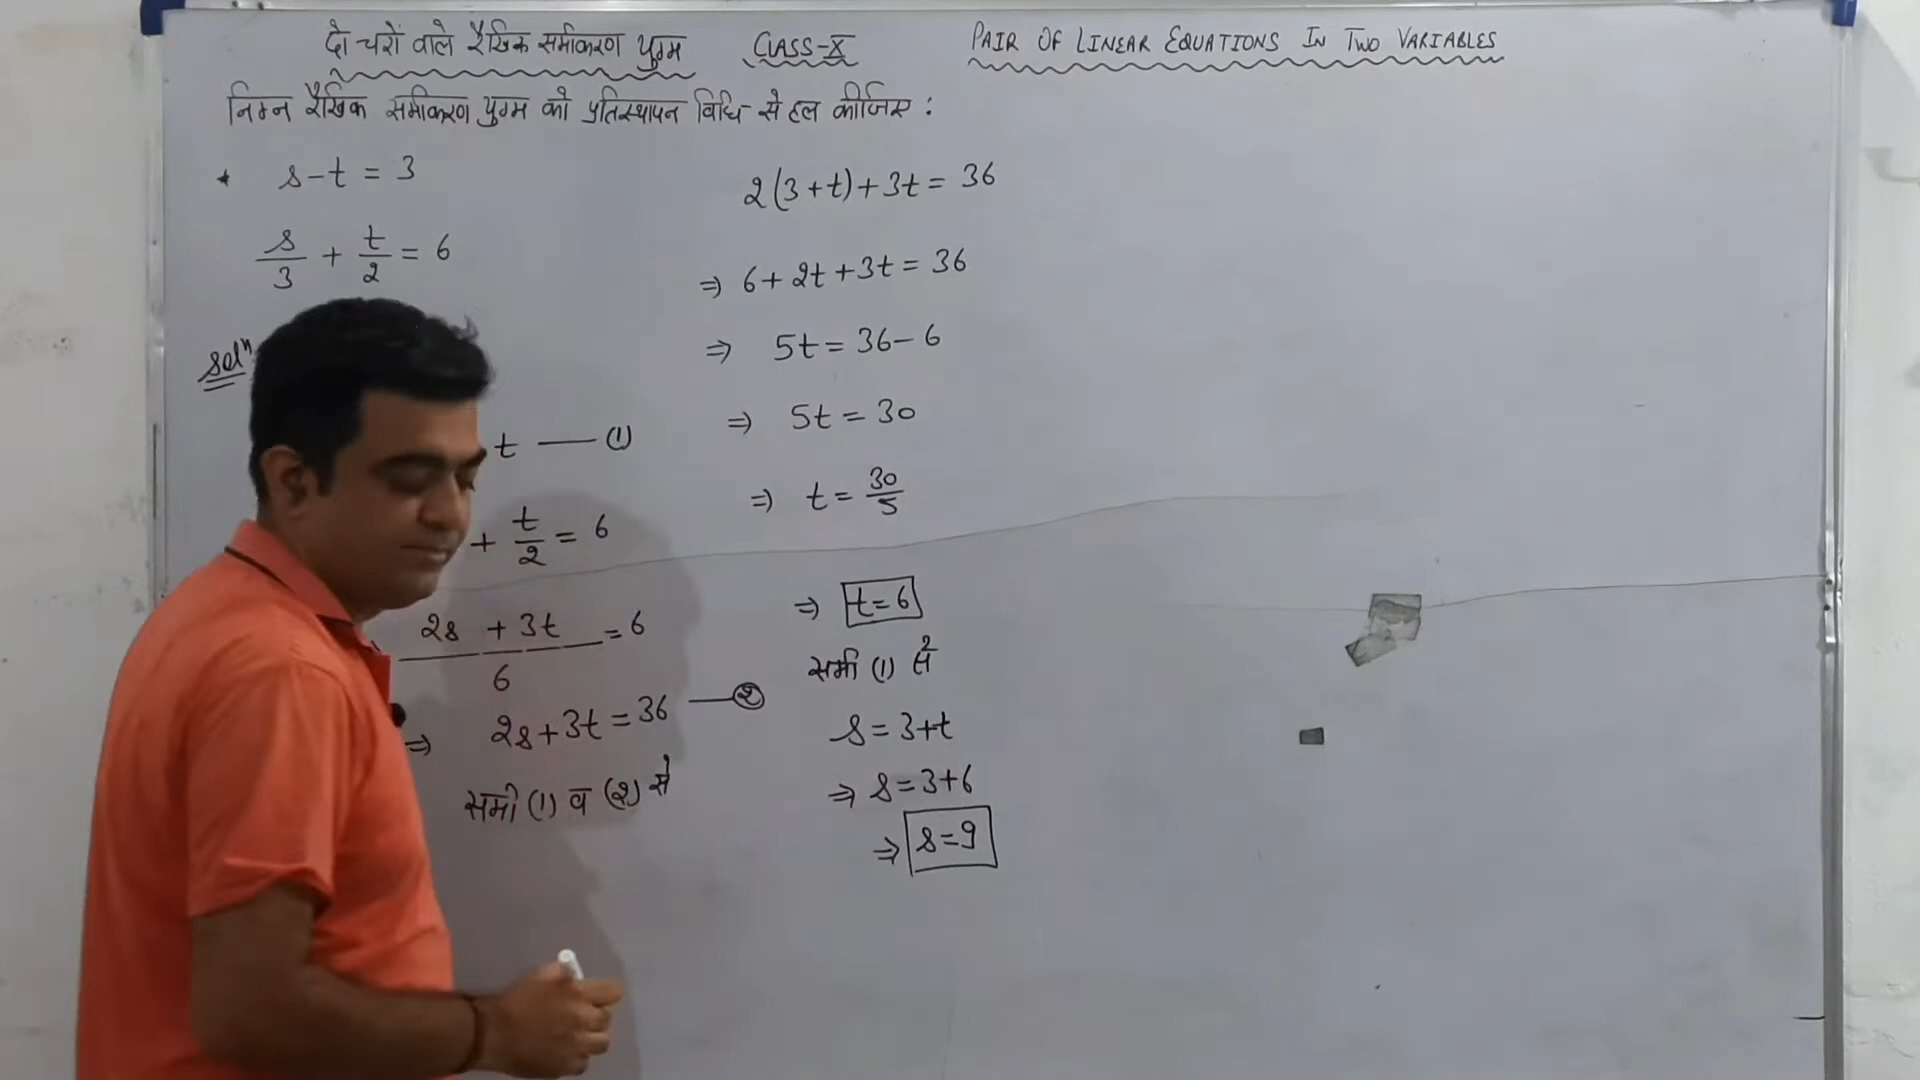 दो चरों वाले रैखिक समीकरण युग्म CLASS-X PAIR OF LINEAR EQUATIONS IN TWO VARIABLES
निम्न रैखिक समीकरण युग्म को प्रतिस्थापन विधि से हल कीजिए :
* s-t = 3
s/3 + t/2 = 6
Solⁿ
t —— (1)
+ t/2 = 6
2s + 3t / 6 = 6
⇒ 2s+3t = 36 —— (2)
समी (1) व (2) से
2(3+t)+3t = 36
⇒ 6+2t+3t = 36
⇒ 5t = 36-6
⇒ 5t = 30
⇒ t = 30/5
⇒ t=6
समी (1) से
s = 3+t
⇒ s = 3+6
⇒ s=9